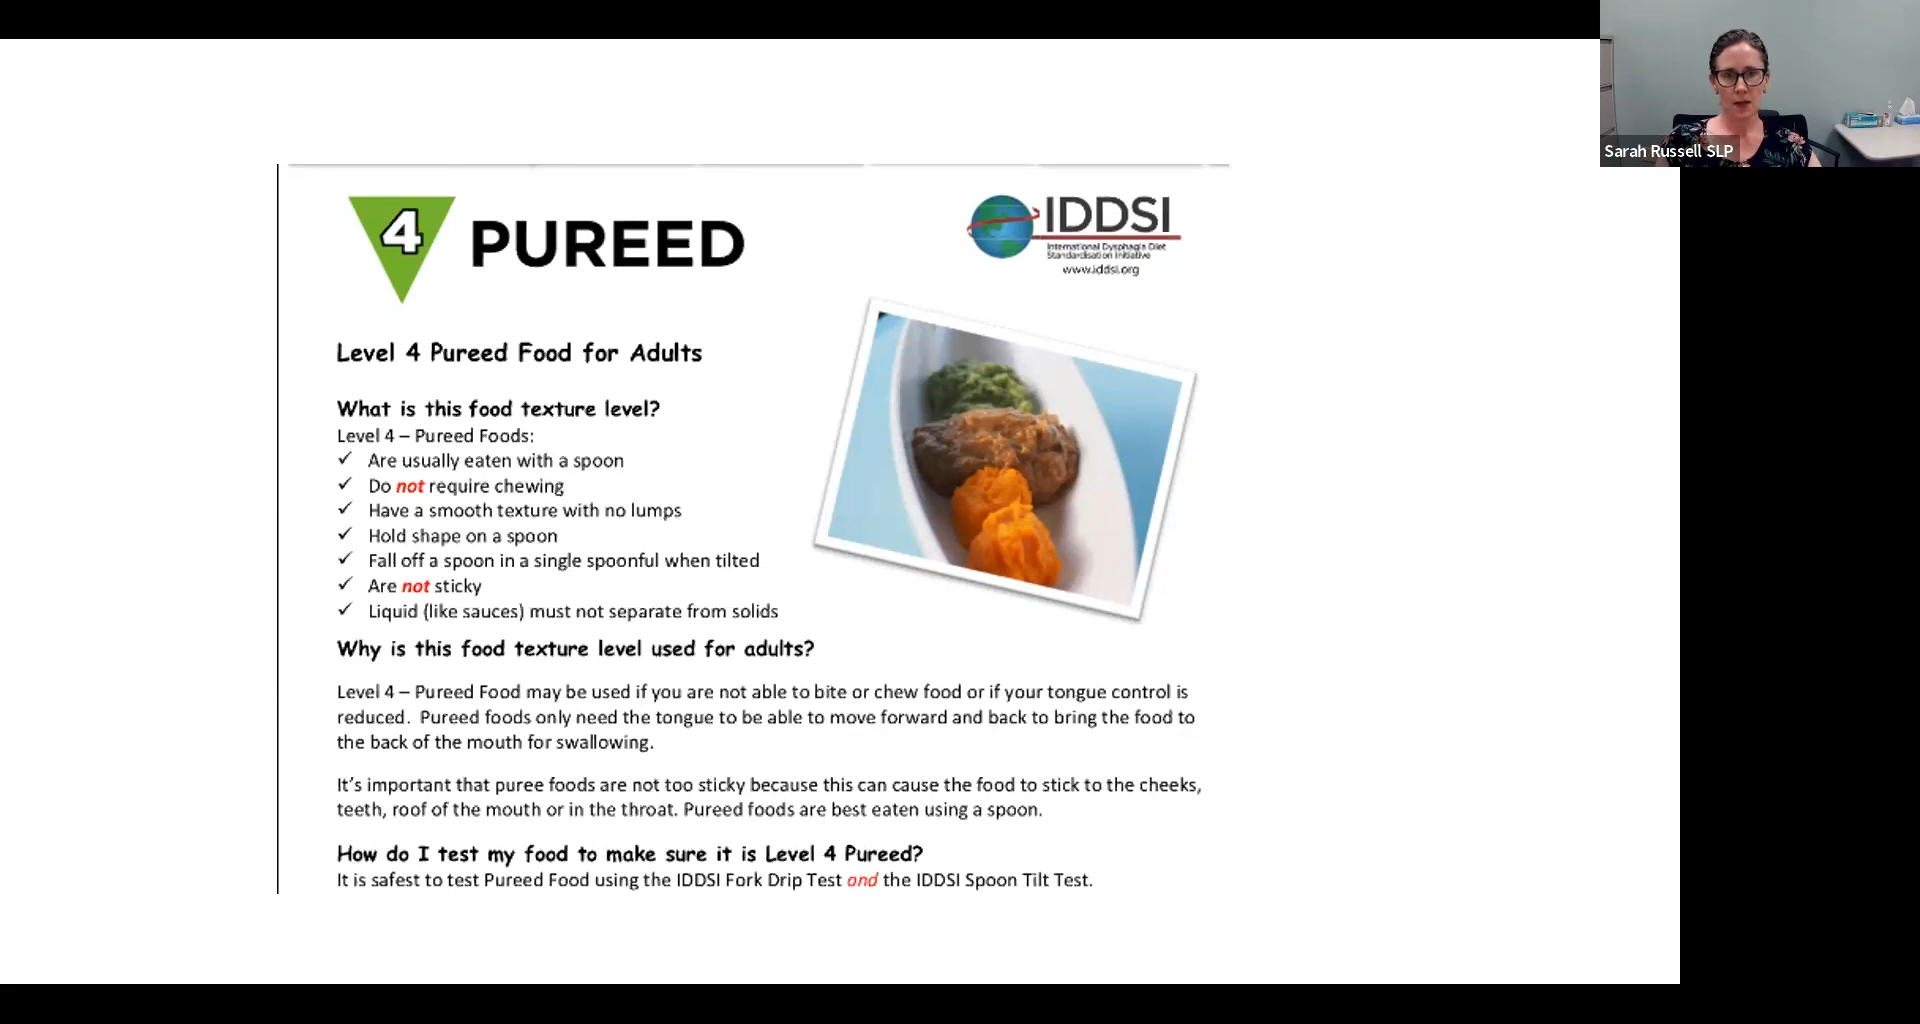 Sarah Russell SLP
4 PUREED
IDDSI
International Dysphagia Diet
Standardisation Initiative
www.iddsi.org
Level 4 Pureed Food for Adults
What is this food texture level?
Level 4 – Pureed Foods:
✓ Are usually eaten with a spoon
✓ Do not require chewing
✓ Have a smooth texture with no lumps
✓ Hold shape on a spoon
✓ Fall off a spoon in a single spoonful when tilted
✓ Are not sticky
✓ Liquid (like sauces) must not separate from solids
Why is this food texture level used for adults?
Level 4 – Pureed Food may be used if you are not able to bite or chew food or if your tongue control is
reduced. Pureed foods only need the tongue to be able to move forward and back to bring the food to
the back of the mouth for swallowing.
It’s important that puree foods are not too sticky because this can cause the food to stick to the cheeks,
teeth, roof of the mouth or in the throat. Pureed foods are best eaten using a spoon.
How do I test my food to make sure it is Level 4 Pureed?
It is safest to test Pureed Food using the IDDSI Fork Drip Test and the IDDSI Spoon Tilt Test.